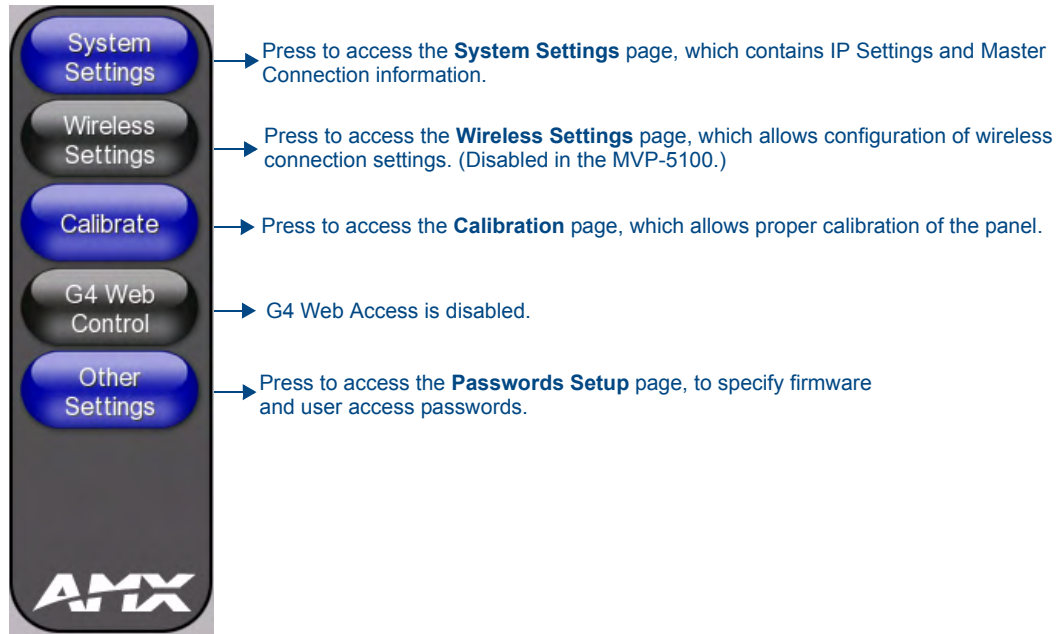 System
Settings
Press to access the System Settings page, which contains IP Settings and Master
Connection information.
Wireless
Settings
Press to access the Wireless Settings page, which allows configuration of wireless
connection settings. (Disabled in the MVP-5100.)
Calibrate
Press to access the Calibration page, which allows proper calibration of the panel.
G4 Web
Control
G4 Web Access is disabled.
Other
Settings
Press to access the Passwords Setup page, to specify firmware
and user access passwords.
AMX